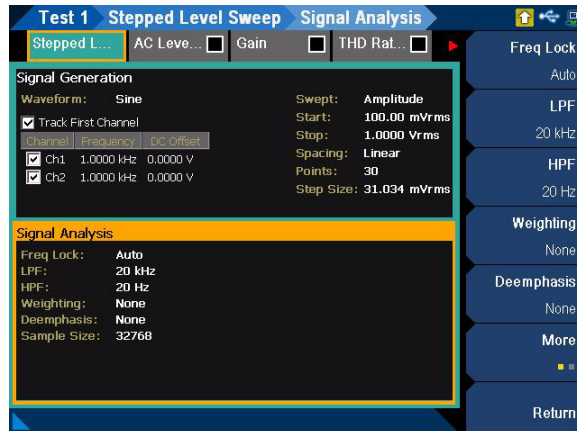 Test 1 Stepped Level Sweep Signal Analysis
Stepped L... AC Leve... Gain THD Rat...
Signal Generation
Waveform: Sine
Track First Channel
Channel Frequency DC Offset
Ch1 1.0000 kHz 0.0000 V
Ch2 1.0000 kHz 0.0000 V
Swept: Amplitude
Start: 100.00 mVrms
Stop: 1.0000 Vrms
Spacing: Linear
Points: 30
Step Size: 31.034 mVrms
Signal Analysis
Freq Lock: Auto
LPF: 20 kHz
HPF: 20 Hz
Weighting: None
Deemphasis: None
Sample Size: 32768
Freq Lock
Auto
LPF
20 kHz
HPF
20 Hz
Weighting
None
Deemphasis
None
More
Return